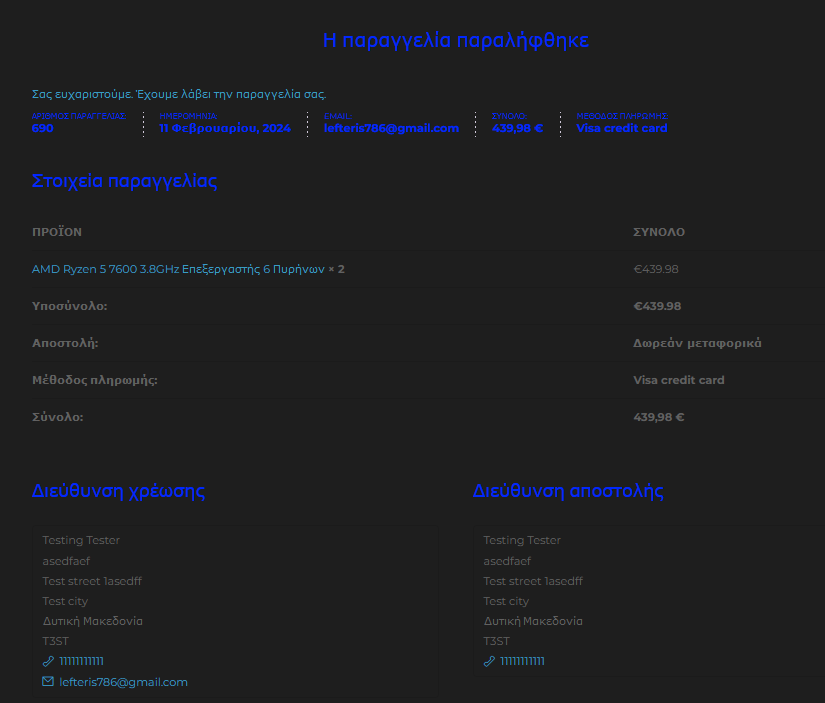 Η παραγγελία παραλήφθηκε
Σας ευχαριστούμε. Έχουμε λάβει την παραγγελία σας.
ΑΡΙΘΜΟΣ ΠΑΡΑΓΓΕΛΙΑΣ: ΗΜΕΡΟΜΗΝΙΑ: EMAIL: ΣΥΝΟΛΟ: ΜΕΘΟΔΟΣ ΠΛΗΡΩΜΗΣ:
690 11 Φεβρουαρίου, 2024 lefteris786@gmail.com 439,98 € Visa credit card
Στοιχεία παραγγελίας
ΠΡΟΪΟΝ ΣΥΝΟΛΟ
AMD Ryzen 5 7600 3.8GHz Επεξεργαστής 6 Πυρήνων × 2 €439.98
Υποσύνολο: €439.98
Αποστολή: Δωρεάν μεταφορικά
Μέθοδος πληρωμής: Visa credit card
Σύνολο: 439,98 €
Διεύθυνση χρέωσης
Testing Tester
asedfaef
Test street 1asedff
Test city
Δυτική Μακεδονία
T3ST
11111111111
lefteris786@gmail.com
Διεύθυνση αποστολής
Testing Tester
asedfaef
Test street 1asedff
Test city
Δυτική Μακεδονία
T3ST
11111111111